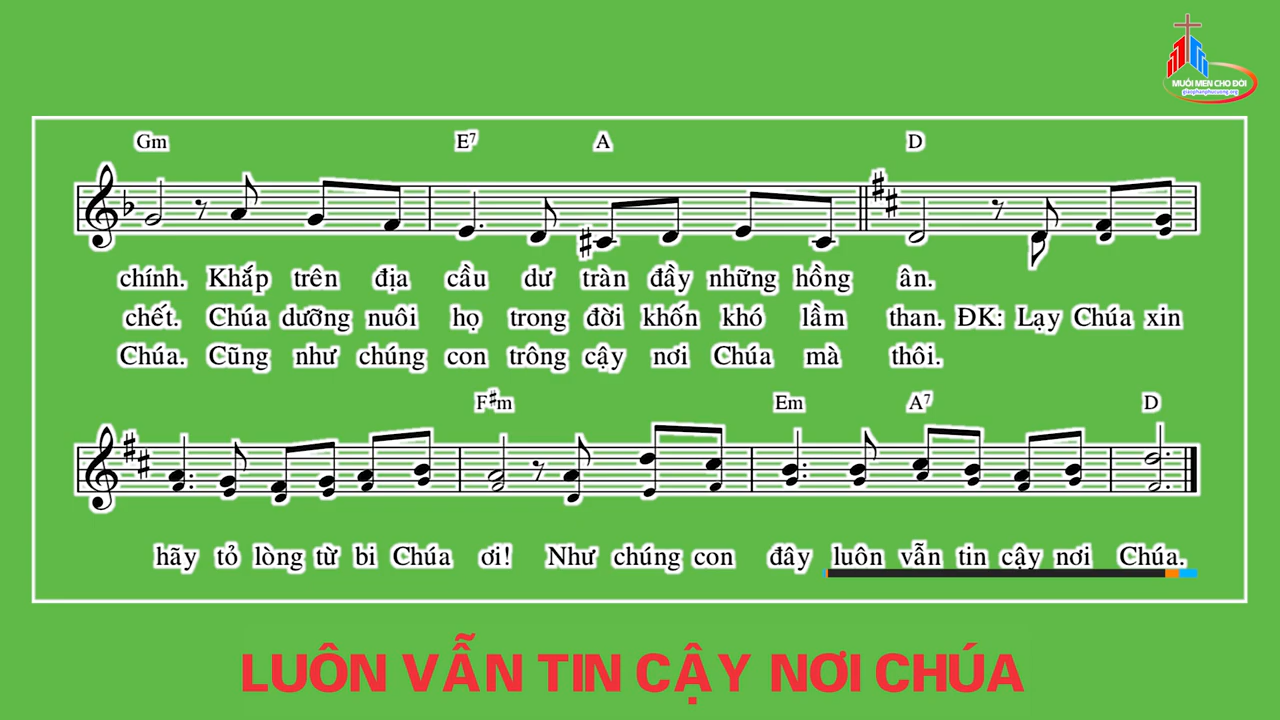 MUỐI MEN CHO ĐỜI
giaophanphucuong.org
Gm E7 A D
chính. Khắp trên địa cầu dư tràn đầy những hồng ân.
chết. Chúa dưỡng nuôi họ trong đời khốn khó lầm than. ĐK: Lạy Chúa xin
Chúa. Cũng như chúng con trông cậy nơi Chúa mà thôi.
F#m Em A7 D
hãy tỏ lòng từ bi Chúa ơi! Như chúng con đây luôn vẫn tin cậy nơi Chúa.
LUÔN VẪN TIN CẬY NƠI CHÚA